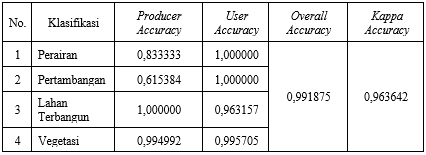 No. Klasifikasi Producer Accuracy User Accuracy Overall Accuracy Kappa Accuracy
1 Perairan 0,833333 1,000000 0,991875 0,963642
2 Pertambangan 0,615384 1,000000
3 Lahan Terbangun 1,000000 0,963157
4 Vegetasi 0,994992 0,995705